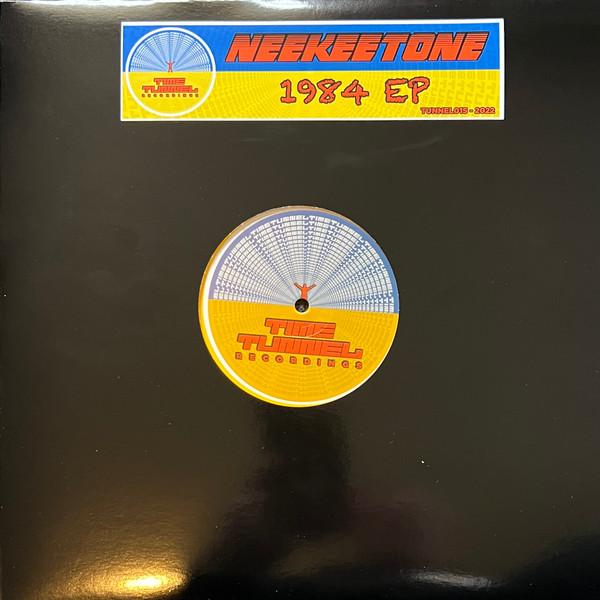 NEEKEETONE
1984 EP
TUNNEL015 - 2022
TIME
TUNNEL
RECORDINGS
TIME
TUNNEL
RECORDINGS